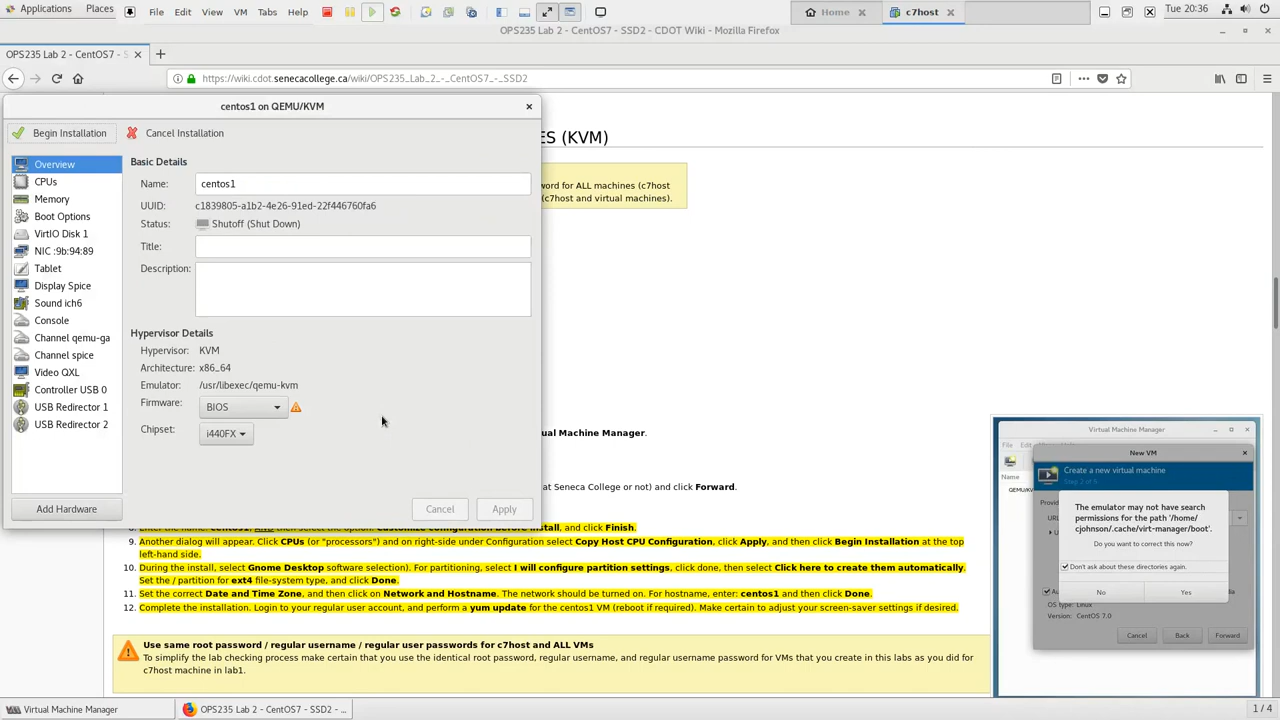 Applications Places File Edit View VM Tabs Help Home c7host Tue 20:36
OPS235 Lab 2 - CentOS7 - SSD2 - CDOT Wiki - Mozilla Firefox
OPS235 Lab 2 - CentOS7 - S
https://wiki.cdot.senecacollege.ca/wiki/OPS235_Lab_2_-_CentOS7_-_SSD2
centos1 on QEMU/KVM
Begin Installation Cancel Installation
Overview
CPUs
Memory
Boot Options
VirtIO Disk 1
NIC :9b:94:89
Tablet
Display Spice
Sound ich6
Console
Channel qemu-ga
Channel spice
Video QXL
Controller USB 0
USB Redirector 1
USB Redirector 2
Add Hardware
Basic Details
Name: centos1
UUID: c1839805-a1b2-4e26-91ed-22f446760fa6
Status: Shutoff (Shut Down)
Title:
Description:
Hypervisor Details
Hypervisor: KVM
Architecture: x86_64
Emulator: /usr/libexec/qemu-kvm
Firmware: BIOS
Chipset: i440FX
Cancel Apply
ES (KVM)
word for ALL machines (c7host
(c7host and virtual machines).
ual Machine Manager.
at Seneca College or not) and click Forward.
and click Finish.
9. Another dialog will appear. Click CPUs (or "processors") and on right-side under Configuration select Copy Host CPU Configuration, click Apply, and then click Begin Installation at the top
left-hand side.
10. During the install, select Gnome Desktop software selection). For partitioning, select I will configure partition settings, click done, then select Click here to create them automatically.
Set the / partition for ext4 file-system type, and click Done.
11. Set the correct Date and Time Zone, and then click on Network and Hostname. The network should be turned on. For hostname, enter: centos1 and then click Done.
12. Complete the installation. Login to your regular user account, and perform a yum update for the centos1 VM (reboot if required). Make certain to adjust your screen-saver settings if desired.
Use same root password / regular username / regular user passwords for c7host and ALL VMs
To simplify the lab checking process make certain that you use the identical root password, regular username, and regular username password for VMs that you create in this labs as you did for
c7host machine in lab1.
Virtual Machine Manager
File Edit
Name
New VM
Create a new virtual machine
Step 2 of 5
The emulator may not have search
permissions for the path '/home/
cjohnson/.cache/virt-manager/boot'.
Do you want to correct this now?
Don't ask about these directories again.
No Yes
OS type: Linux
Version: CentOS 7.0
Cancel Back Forward
Virtual Machine Manager OPS235 Lab 2 - CentOS7 - SSD2 - ... 1 / 4